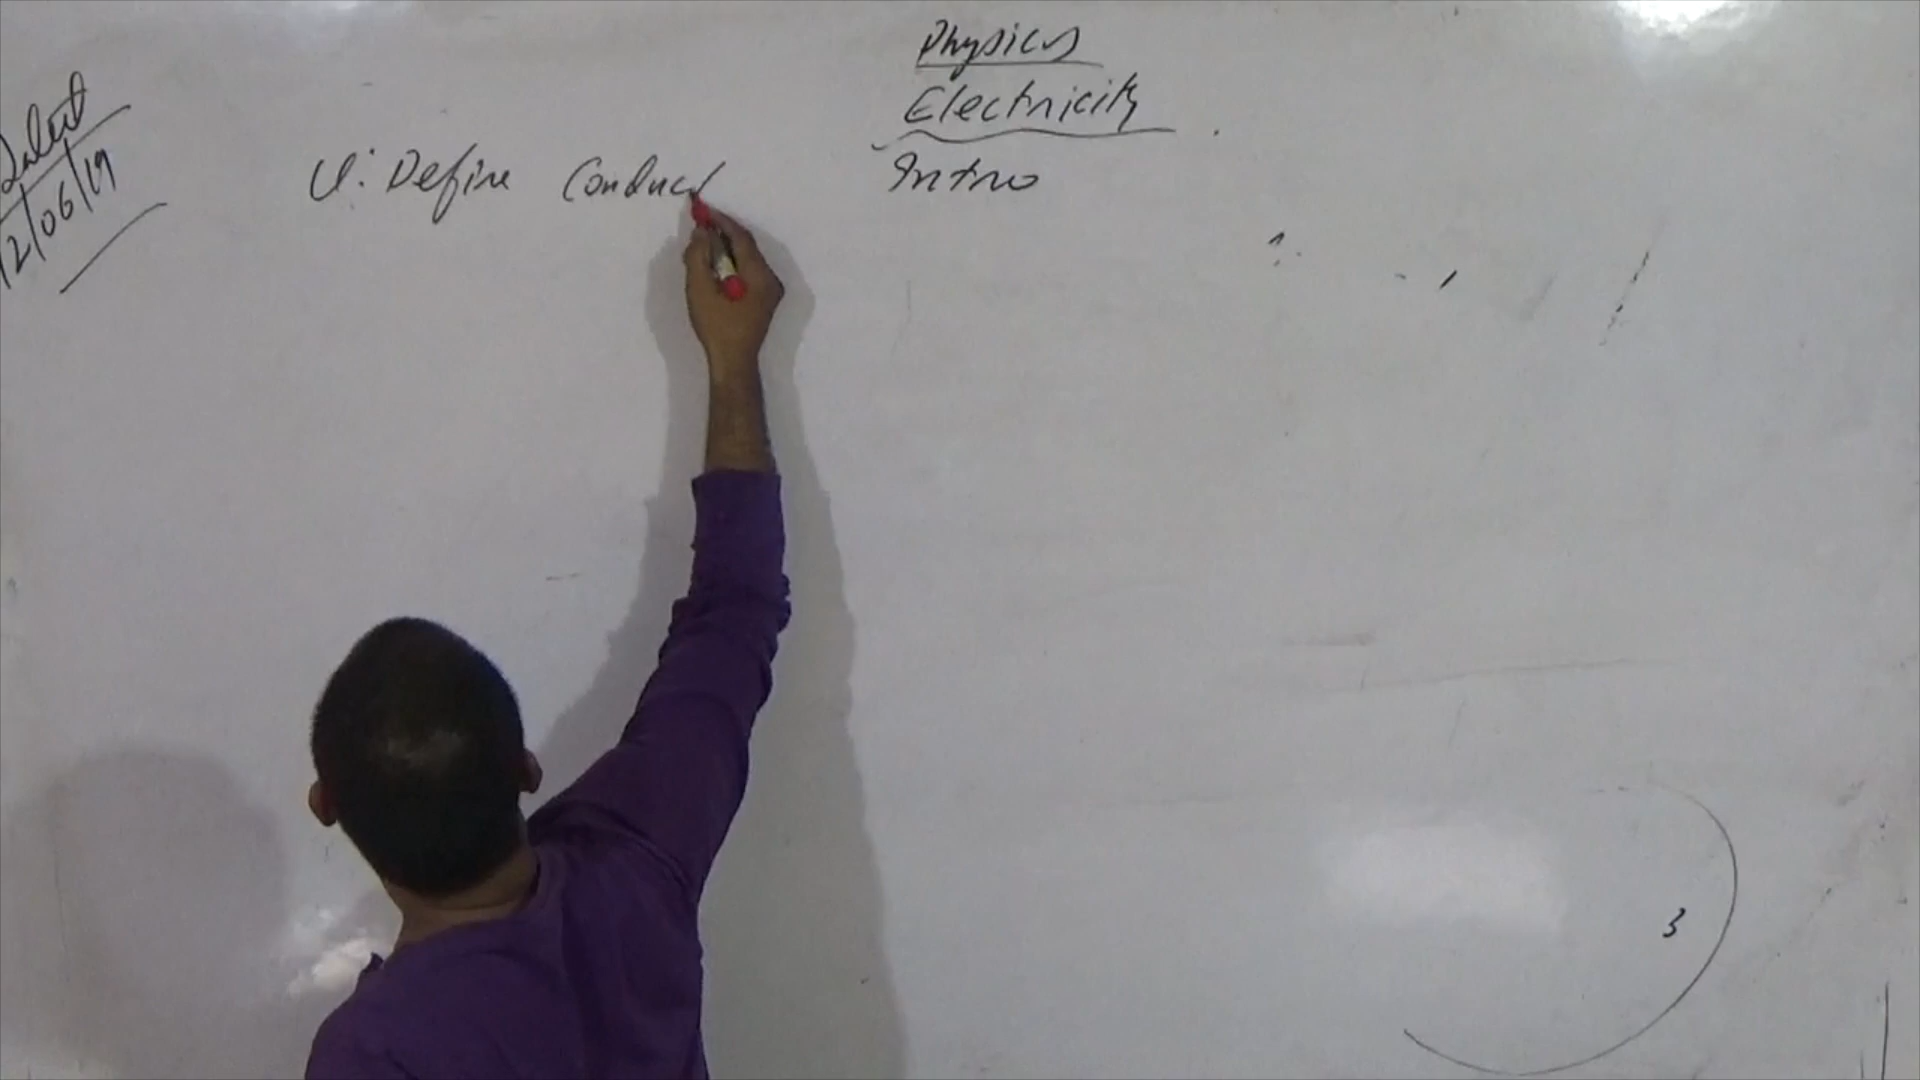 Physics
Electricity
Intro
12/06/19
Q: Define Conduct
3